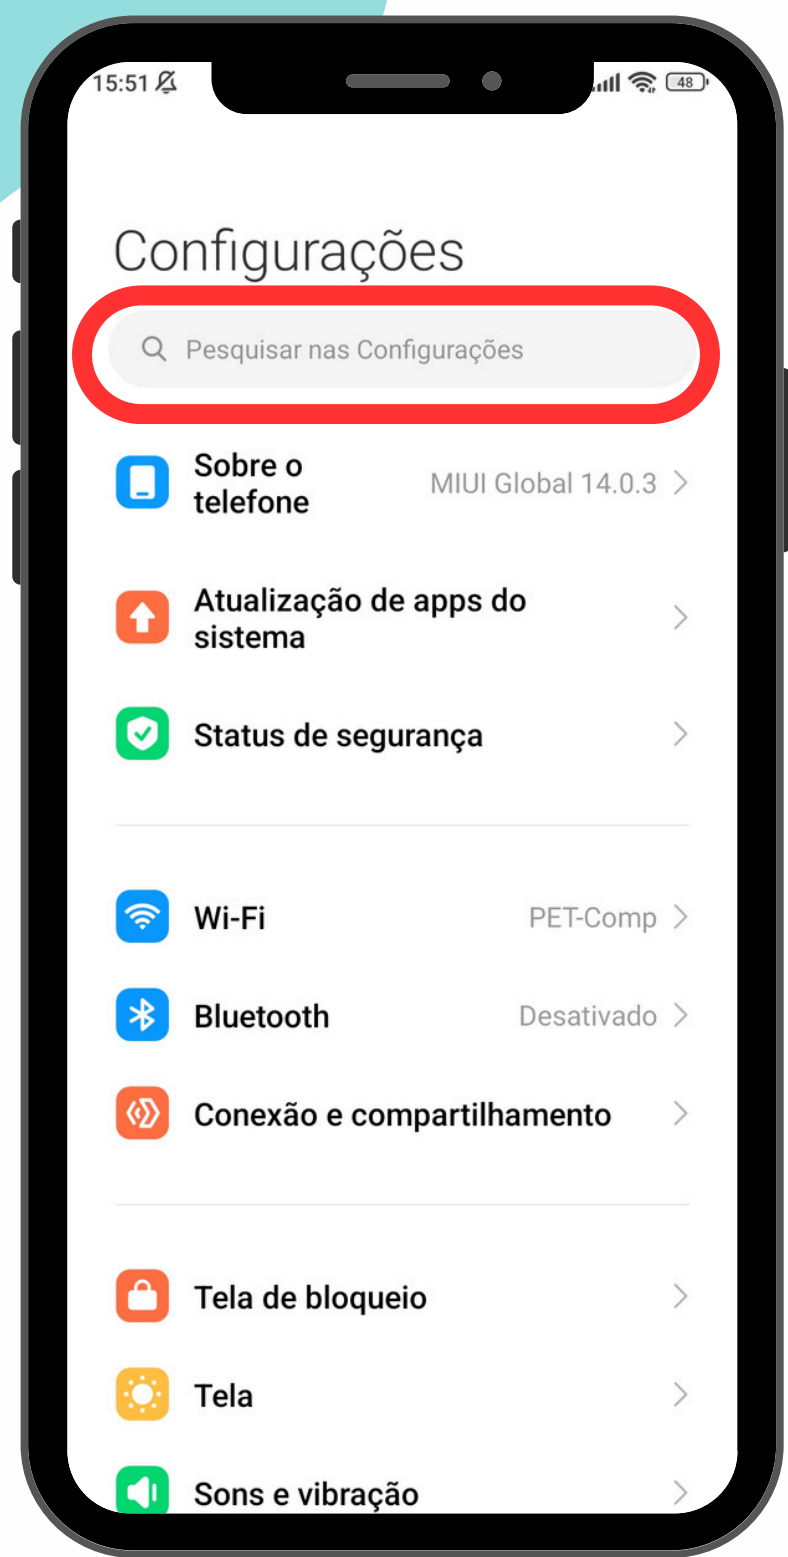 15:51
48
Configurações
Pesquisar nas Configurações
Sobre o
telefone
MIUI Global 14.0.3
Atualização de apps do
sistema
Status de segurança
Wi-Fi
PET-Comp
Bluetooth
Desativado
Conexão e compartilhamento
Tela de bloqueio
Tela
Sons e vibração